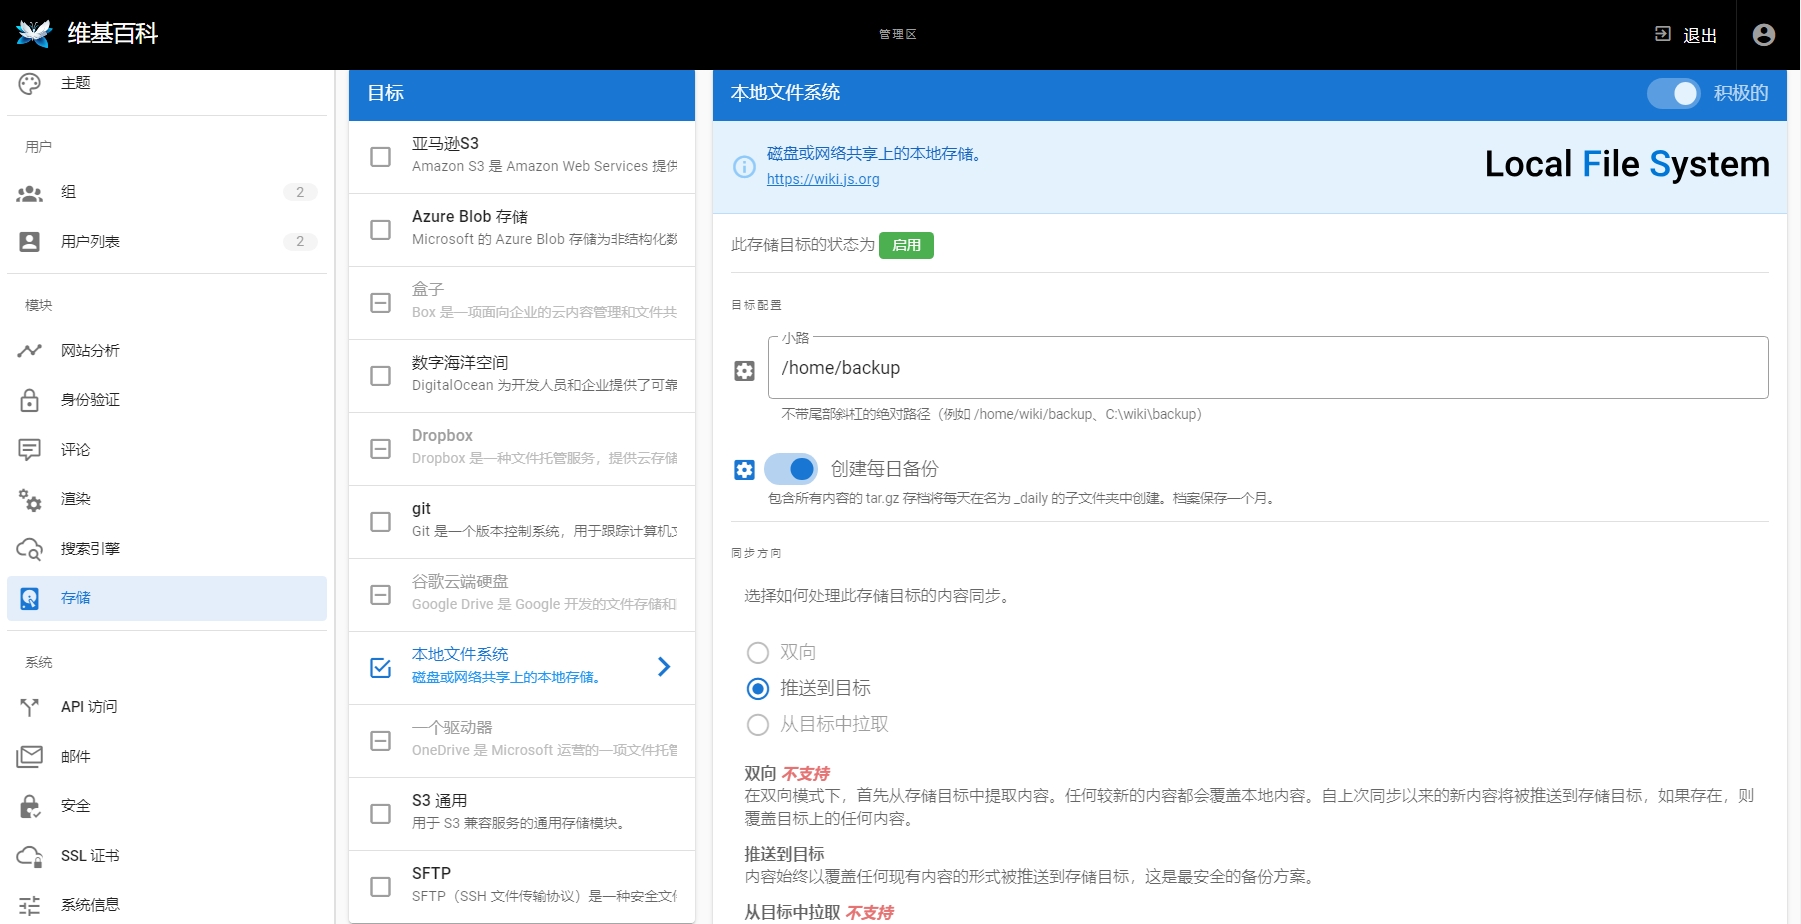 维基百科
管理区
退出
主题
用户
组
2
用户列表
2
模块
网站分析
身份验证
评论
渲染
搜索引擎
存储
系统
API 访问
邮件
安全
SSL 证书
系统信息
目标
亚马逊S3
Amazon S3 是 Amazon Web Services 提供
Azure Blob 存储
Microsoft 的 Azure Blob 存储为非结构化数
盒子
Box 是一项面向企业的云内容管理和文件共
数字海洋空间
DigitalOcean 为开发人员和企业提供了可靠
Dropbox
Dropbox 是一种文件托管服务，提供云存储
git
Git 是一个版本控制系统，用于跟踪计算机文
谷歌云端硬盘
Google Drive 是 Google 开发的文件存储和
本地文件系统
磁盘或网络共享上的本地存储。
一个驱动器
OneDrive 是 Microsoft 运营的一项文件托管
S3 通用
用于 S3 兼容服务的通用存储模块。
SFTP
SFTP（SSH 文件传输协议）是一种安全文件
本地文件系统
积极的
磁盘或网络共享上的本地存储。
https://wiki.js.org
Local File System
此存储目标的状态为 启用
目标配置
小路
/home/backup
不带尾部斜杠的绝对路径（例如 /home/wiki/backup、C:\wiki\backup）
创建每日备份
包含所有内容的 tar.gz 存档将每天在名为 _daily 的子文件夹中创建。档案保存一个月。
同步方向
选择如何处理此存储目标的内容同步。
双向
推送到目标
从目标中拉取
双向 不支持
在双向模式下，首先从存储目标中提取内容。任何较新的内容都会覆盖本地内容。自上次同步以来的新内容将被推送到存储目标，如果存在，则
覆盖目标上的任何内容。
推送到目标
内容始终以覆盖任何现有内容的形式被推送到存储目标，这是最安全的备份方案。
从目标中拉取 不支持